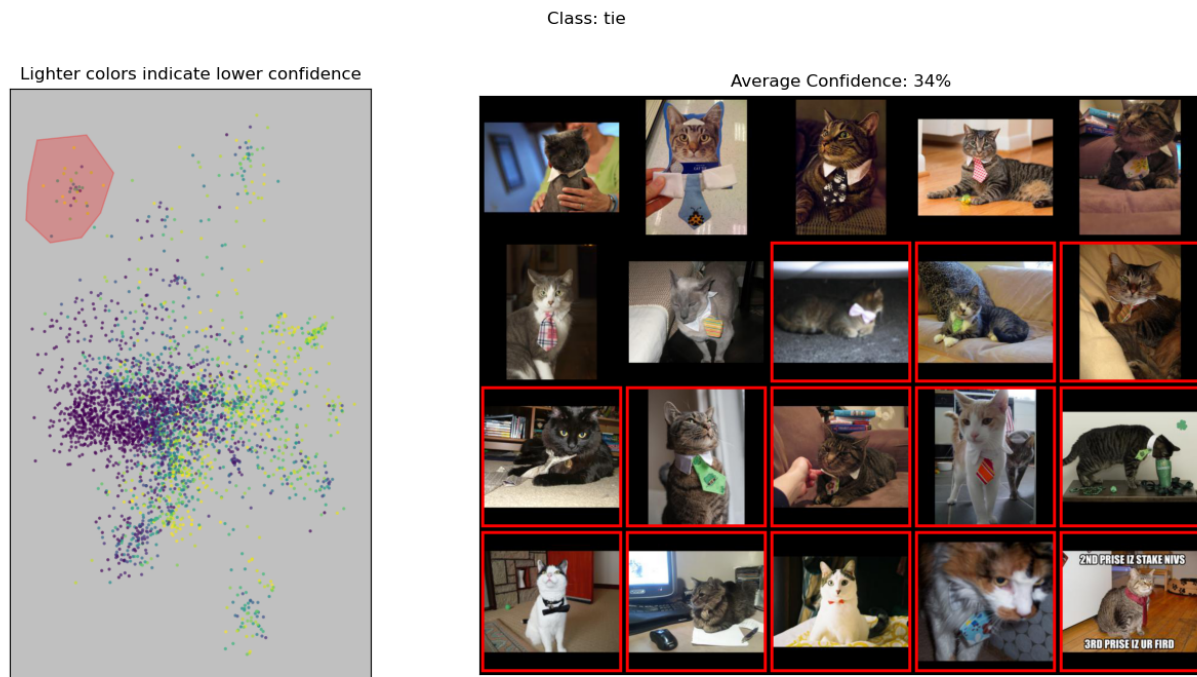 Class: tie
Lighter colors indicate lower confidence
Average Confidence: 34%
2ND PRISE IZ STAKE NIVS
3RD PRISE IZ UR FIRD